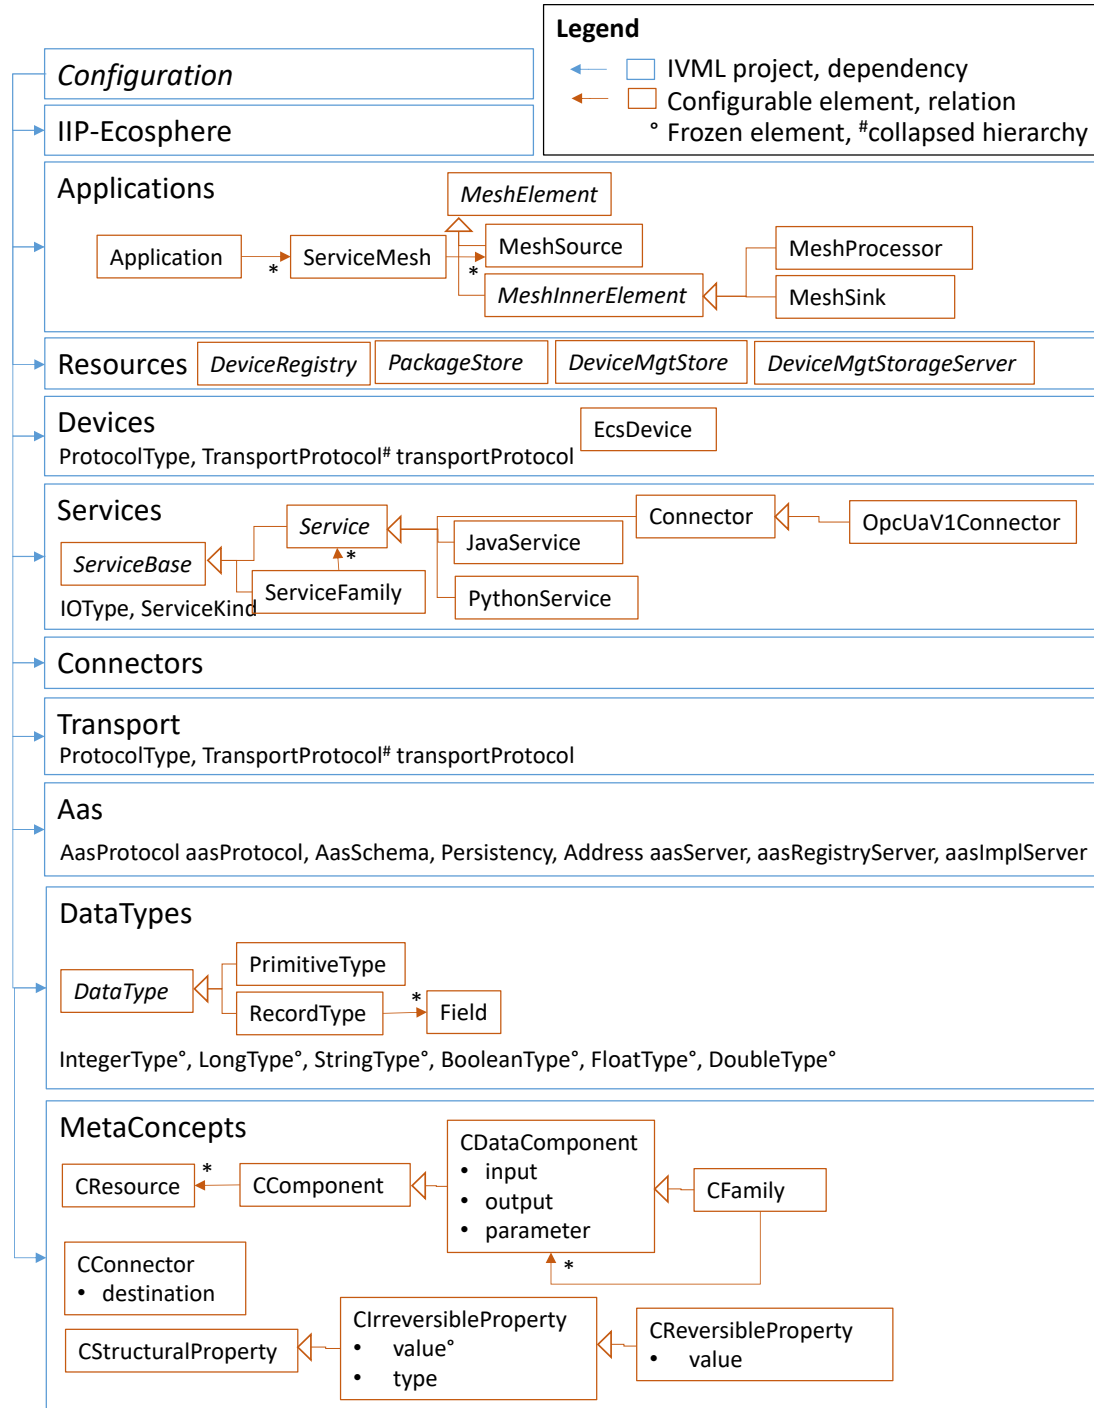 Legend
IVML project, dependency
Configurable element, relation
° Frozen element, #collapsed hierarchy
Configuration
IIP-Ecosphere
Applications
MeshElement
Application
*
ServiceMesh
*
MeshSource
MeshInnerElement
MeshProcessor
MeshSink
Resources
DeviceRegistry
PackageStore
DeviceMgtStore
DeviceMgtStorageServer
Devices
EcsDevice
ProtocolType, TransportProtocol# transportProtocol
Services
Service
Connector
OpcUaV1Connector
JavaService
*
ServiceBase
ServiceFamily
PythonService
IOType, ServiceKind
Connectors
Transport
ProtocolType, TransportProtocol# transportProtocol
Aas
AasProtocol aasProtocol, AasSchema, Persistency, Address aasServer, aasRegistryServer, aasImplServer
DataTypes
PrimitiveType
DataType
RecordType
*
Field
IntegerType°, LongType°, StringType°, BooleanType°, FloatType°, DoubleType°
MetaConcepts
CResource
*
CComponent
CDataComponent
• input
• output
• parameter
CFamily
*
CConnector
• destination
CStructuralProperty
CIrreversibleProperty
• value°
• type
CReversibleProperty
• value